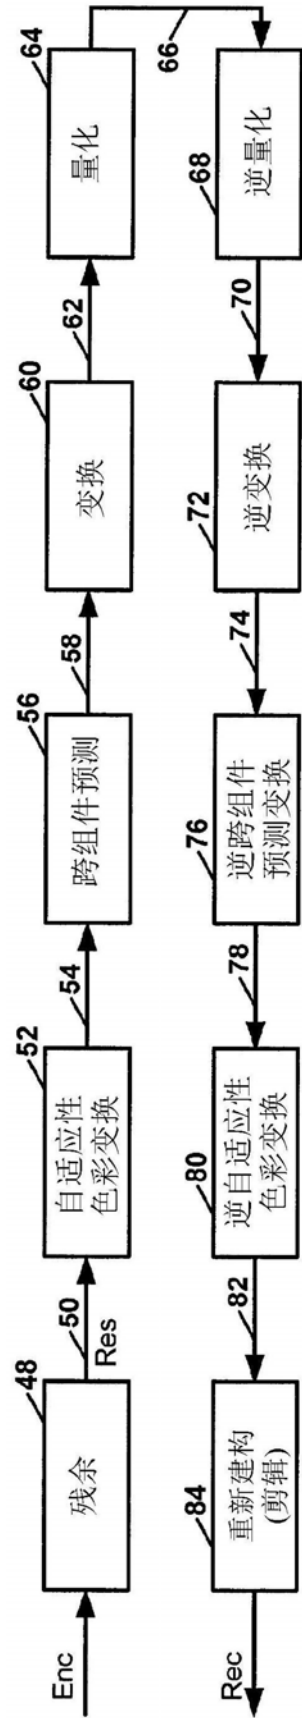 Enc
48
残余
50
Res
52
自适应性
色彩变换
54
56
跨组件预测
58
60
变换
62
64
量化
66
68
逆量化
70
72
逆变换
74
76
逆跨组件
预测变换
78
80
逆自适应性
色彩变换
82
84
重新建构
(剪辑)
Rec